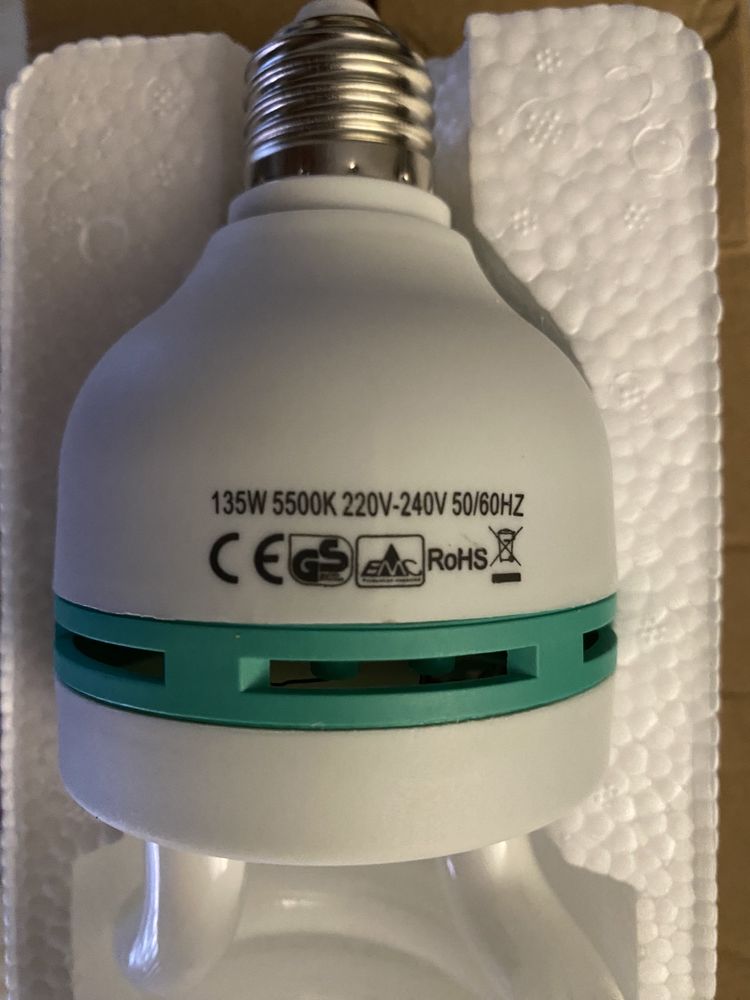 135W 5500K 220V-240V 50/60HZ
CE GS EMC RoHS